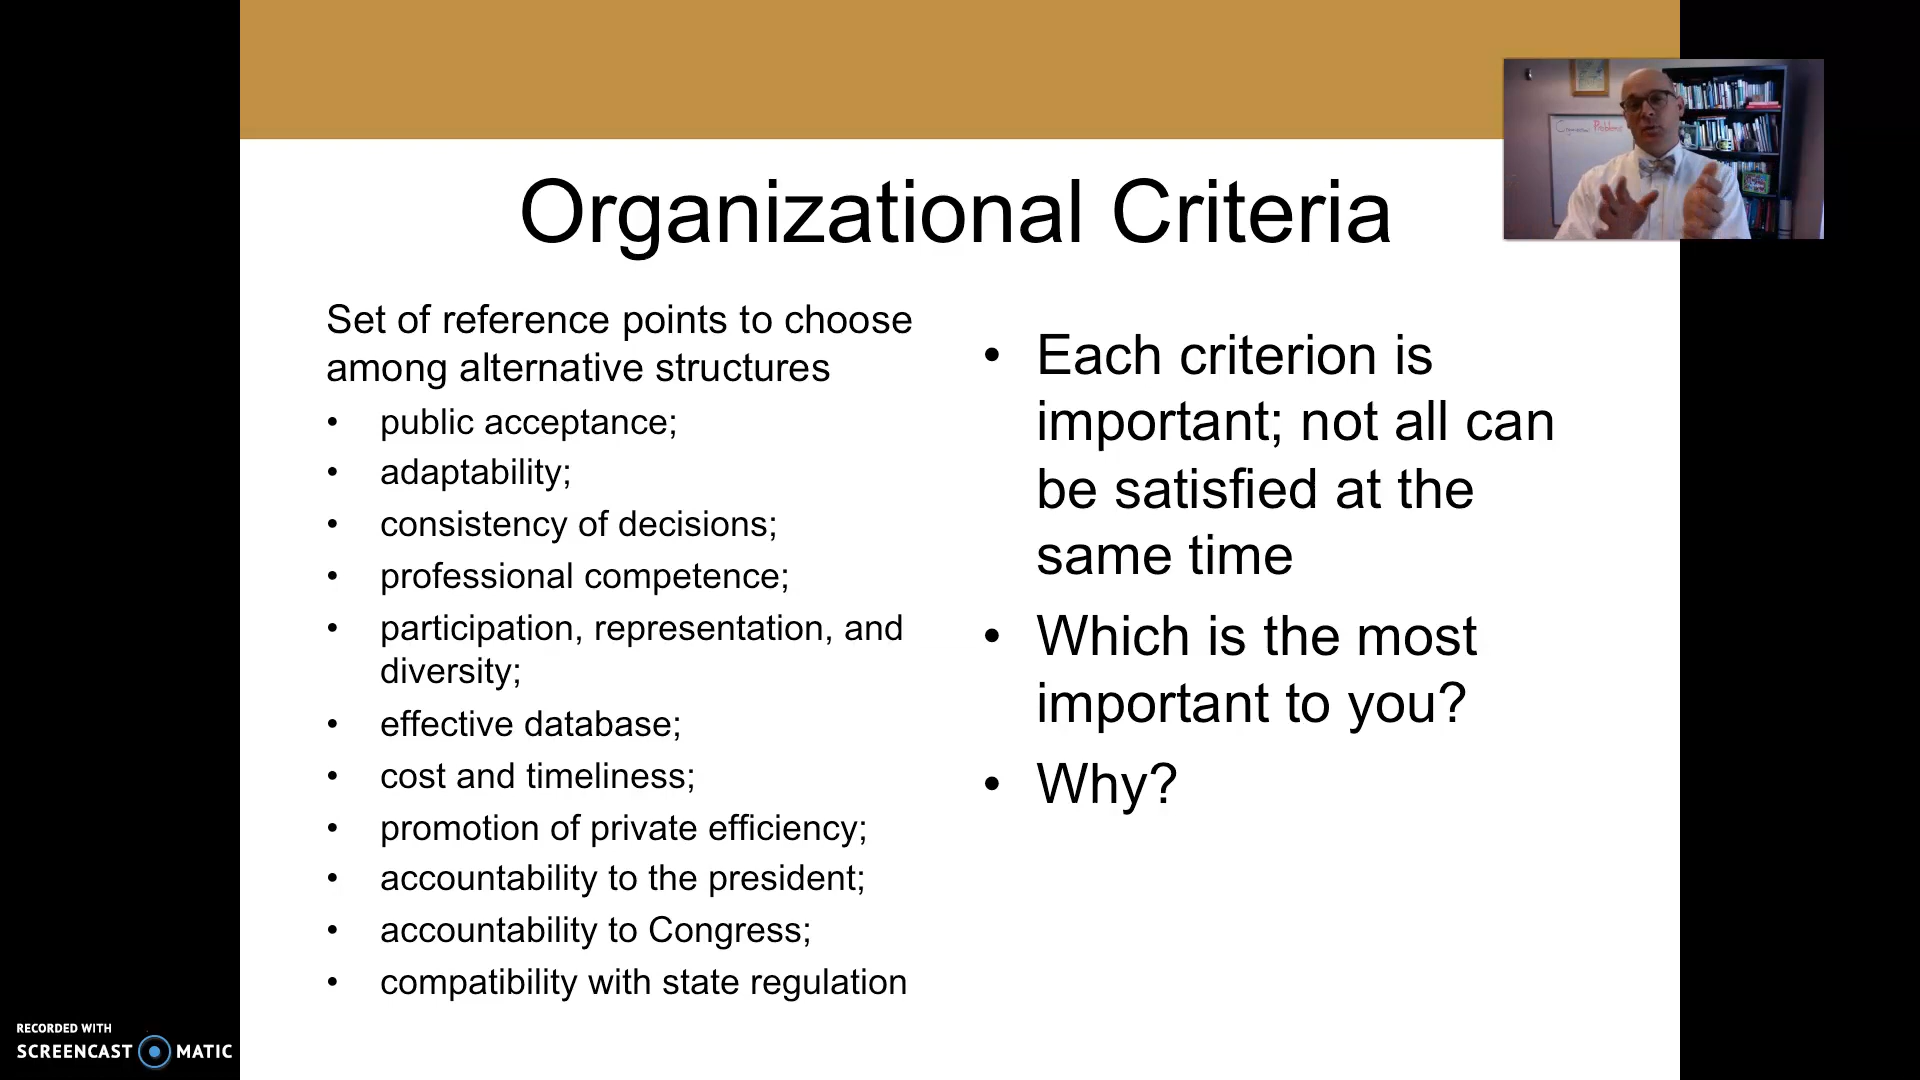 Organizational Criteria
Set of reference points to choose
among alternative structures
• public acceptance;
• adaptability;
• consistency of decisions;
• professional competence;
• participation, representation, and
diversity;
• effective database;
• cost and timeliness;
• promotion of private efficiency;
• accountability to the president;
• accountability to Congress;
• compatibility with state regulation
• Each criterion is
important; not all can
be satisfied at the
same time
• Which is the most
important to you?
• Why?
Problems
RECORDED WITH
SCREENCAST MATIC